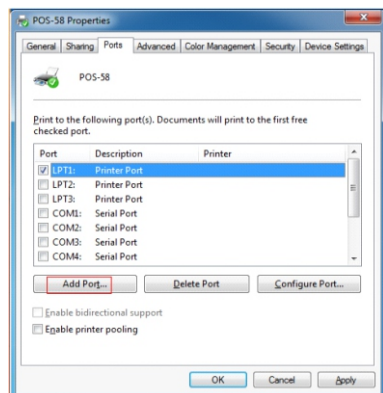 POS-58 Properties
General Sharing Ports Advanced Color Management Security Device Settings
POS-58
Print to the following port(s). Documents will print to the first free
checked port.
Port Description Printer
LPT1: Printer Port
LPT2: Printer Port
LPT3: Printer Port
COM1: Serial Port
COM2: Serial Port
COM3: Serial Port
COM4: Serial Port
Add Port... Delete Port Configure Port...
Enable bidirectional support
Enable printer pooling
OK Cancel Apply